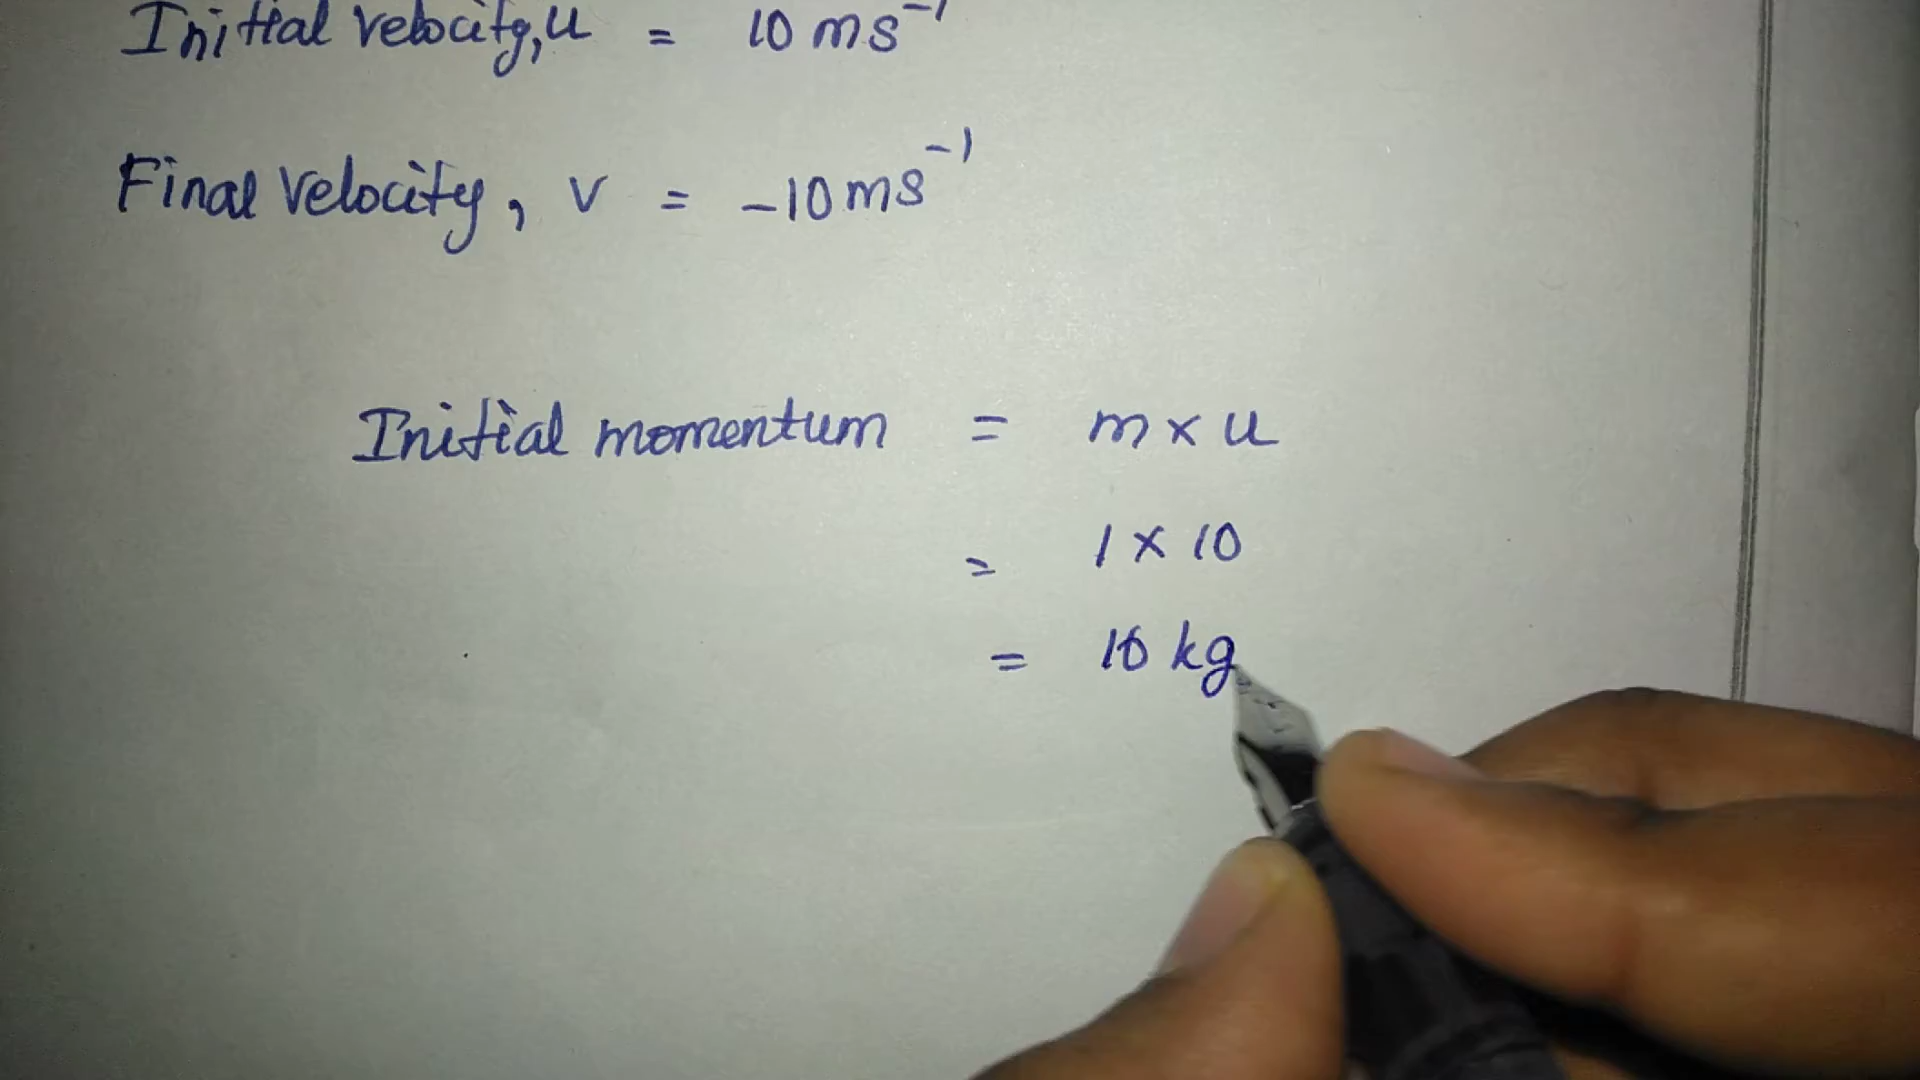 Initial velocity, u = 10 ms⁻¹
Final velocity, v = -10 ms⁻¹
Initial momentum = m × u
= 1 × 10
= 10 kg